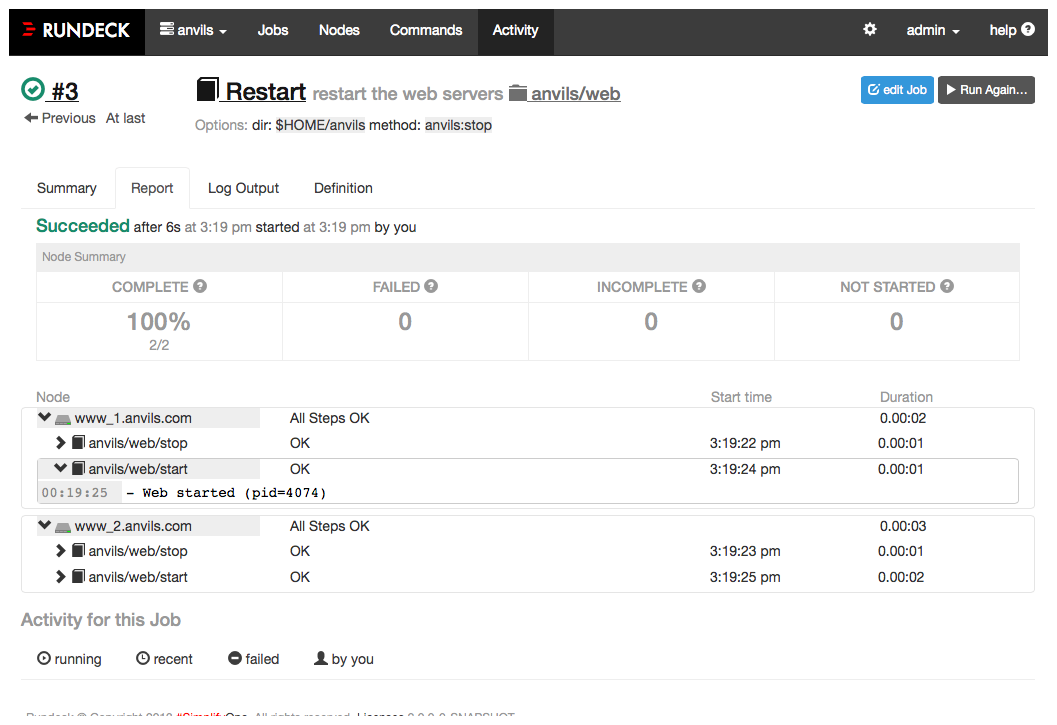 RUNDECK anvils Jobs Nodes Commands Activity admin help
#3 Restart restart the web servers anvils/web edit Job Run Again...
Previous At last Options: dir: $HOME/anvils method: anvils:stop
Summary Report Log Output Definition
Succeeded after 6s at 3:19 pm started at 3:19 pm by you
Node Summary
COMPLETE FAILED INCOMPLETE NOT STARTED
100% 0 0 0
2/2
Node Start time Duration
www_1.anvils.com All Steps OK 0.00:02
anvils/web/stop OK 3:19:22 pm 0.00:01
anvils/web/start OK 3:19:24 pm 0.00:01
00:19:25 - Web started (pid=4074)
www_2.anvils.com All Steps OK 0.00:03
anvils/web/stop OK 3:19:23 pm 0.00:01
anvils/web/start OK 3:19:25 pm 0.00:02
Activity for this Job
running recent failed by you
Rundeck © Copyright #SimplifyOps. All rights reserved. Licenses